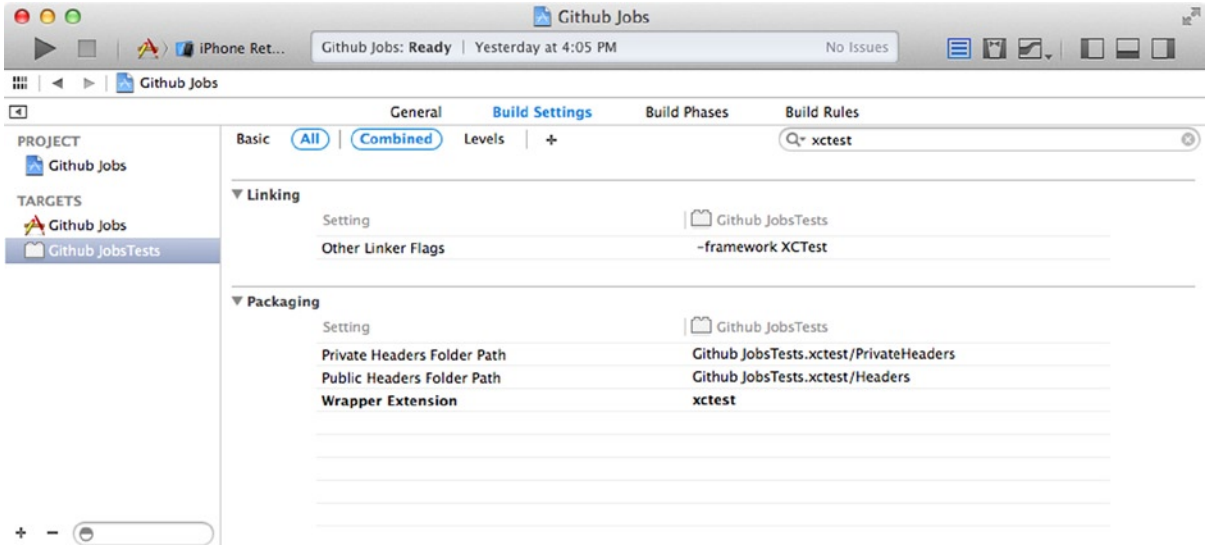 Github Jobs
iPhone Ret... Github Jobs: Ready | Yesterday at 4:05 PM No Issues
Github Jobs
General Build Settings Build Phases Build Rules
PROJECT Basic All Combined Levels xctest
Github Jobs
TARGETS
Github Jobs
Github JobsTests
Linking
Setting Github JobsTests
Other Linker Flags -framework XCTest
Packaging
Setting Github JobsTests
Private Headers Folder Path Github JobsTests.xctest/PrivateHeaders
Public Headers Folder Path Github JobsTests.xctest/Headers
Wrapper Extension xctest